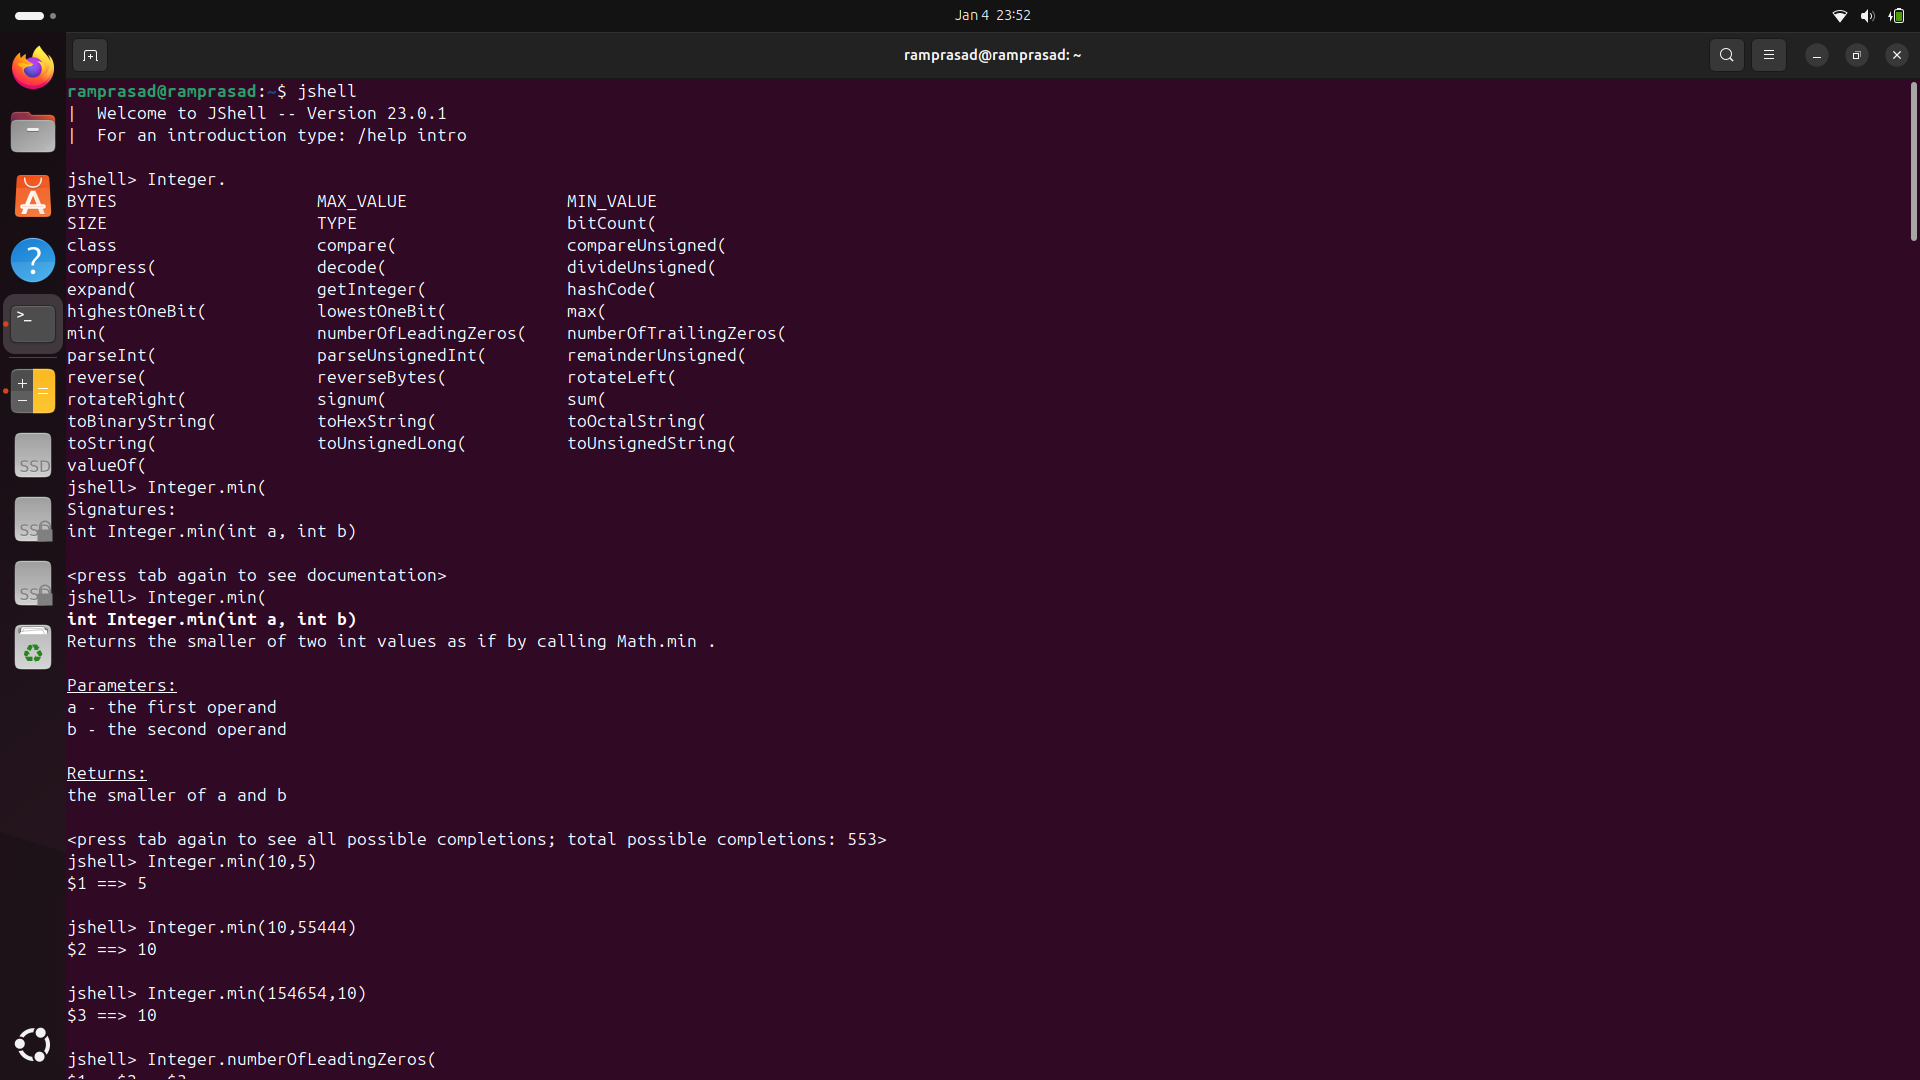 Jan 4 23:52
ramprasad@ramprasad: ~
ramprasad@ramprasad:~$ jshell
|  Welcome to JShell -- Version 23.0.1
|  For an introduction type: /help intro
jshell> Integer.
BYTES                    MAX_VALUE                MIN_VALUE
SIZE                     TYPE                     bitCount(
class                    compare(                 compareUnsigned(
compress(                decode(                  divideUnsigned(
expand(                  getInteger(              hashCode(
highestOneBit(           lowestOneBit(            max(
min(                     numberOfLeadingZeros(    numberOfTrailingZeros(
parseInt(                parseUnsignedInt(        remainderUnsigned(
reverse(                 reverseBytes(            rotateLeft(
rotateRight(             signum(                  sum(
toBinaryString(          toHexString(             toOctalString(
toString(                toUnsignedLong(          toUnsignedString(
valueOf(
jshell> Integer.min(
Signatures:
int Integer.min(int a, int b)
<press tab again to see documentation>
jshell> Integer.min(
int Integer.min(int a, int b)
Returns the smaller of two int values as if by calling Math.min .
Parameters:
a - the first operand
b - the second operand
Returns:
the smaller of a and b
<press tab again to see all possible completions; total possible completions: 553>
jshell> Integer.min(10,5)
$1 ==> 5
jshell> Integer.min(10,55444)
$2 ==> 10
jshell> Integer.min(154654,10)
$3 ==> 10
jshell> Integer.numberOfLeadingZeros(
SSD